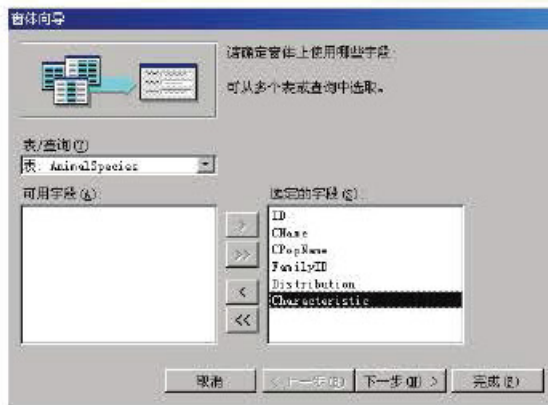 窗体向导
请确定窗体上使用哪些字段:
可从多个表或查询中选取。
表/查询(T)
表: AnimalSpecies
可用字段(A):
选定的字段(S):
>
>>
<
<<
ID
CName
CPopName
FamilyID
Distribution
Characteristic
取消
<上一步(B)
下一步(N) >
完成(F)